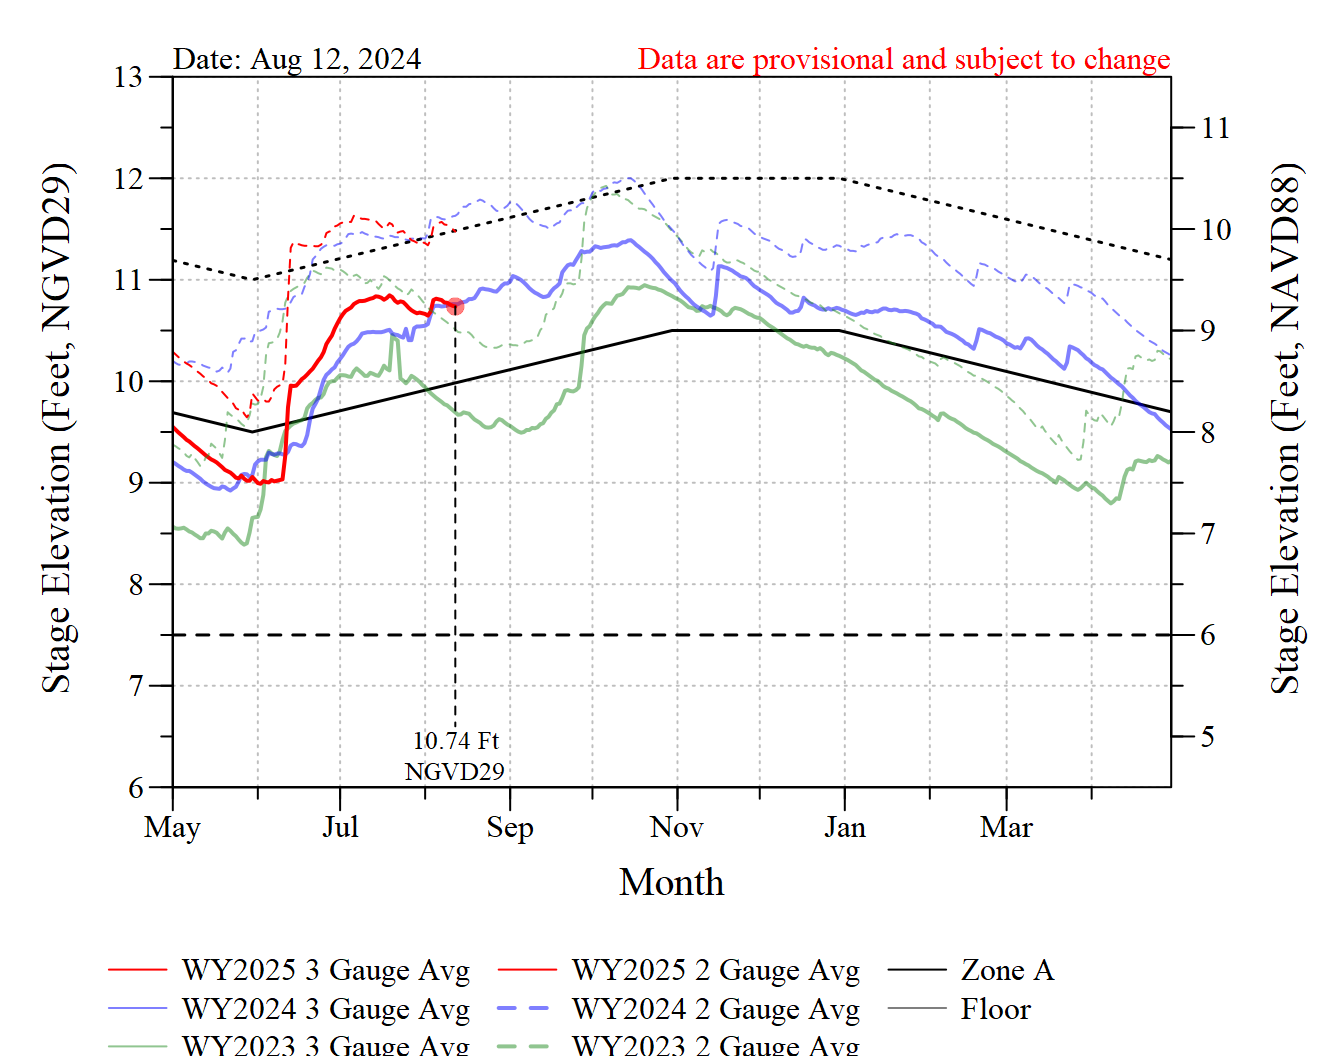 Date: Aug 12, 2024 Data are provisional and subject to change
13
12
11
10
9
8
7
6
11
10
9
8
7
6
5
Stage Elevation (Feet, NGVD29)
Stage Elevation (Feet, NAVD88)
10.74 Ft
NGVD29
May Jul Sep Nov Jan Mar
Month
WY2025 3 Gauge Avg WY2025 2 Gauge Avg Zone A
WY2024 3 Gauge Avg WY2024 2 Gauge Avg Floor
WY2023 3 Gauge Avg WY2023 2 Gauge Avg